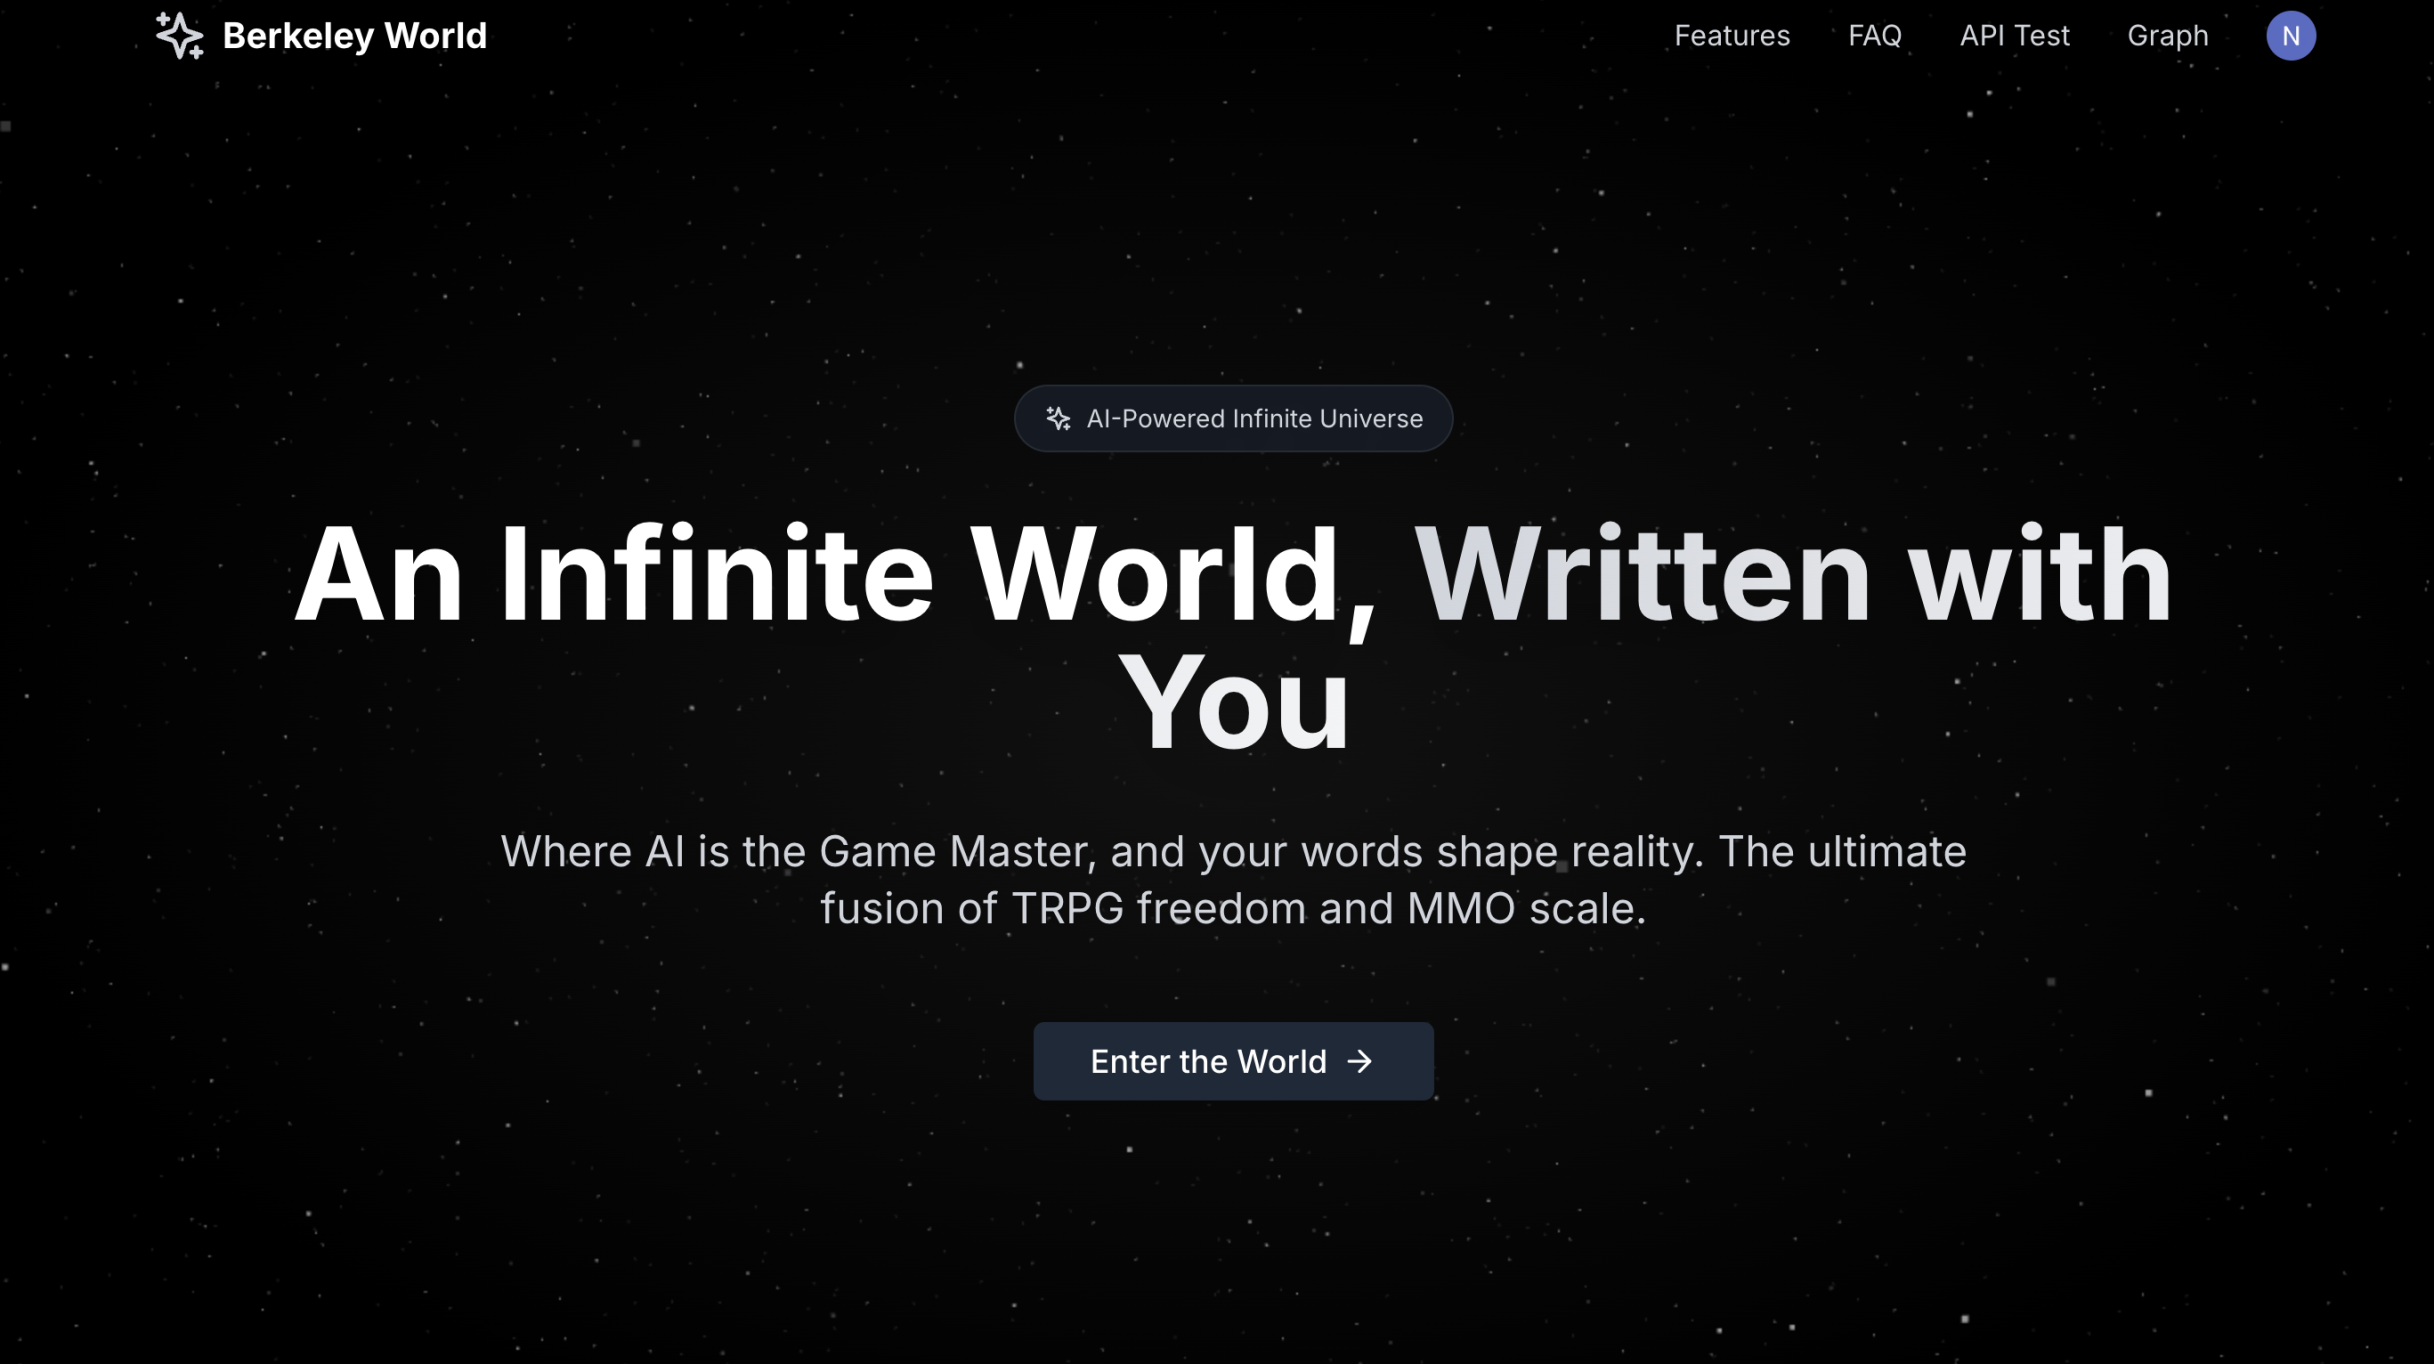 Berkeley World
Features
FAQ
API Test
Graph
N
AI-Powered Infinite Universe
An Infinite World, Written with
You
Where AI is the Game Master, and your words shape reality. The ultimate
fusion of TRPG freedom and MMO scale.
Enter the World →